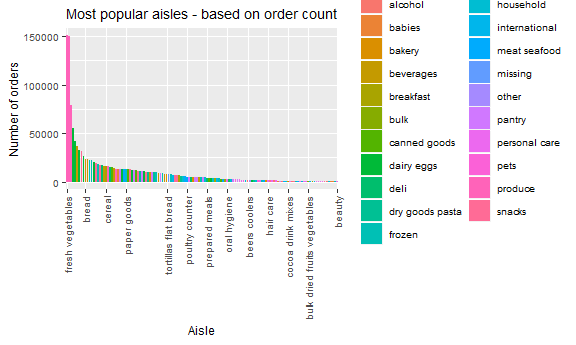 Most popular aisles - based on order count
Number of orders
150000
100000
50000
0
fresh vegetables
bread
cereal
paper goods
tortillas flat bread
poultry counter
prepared meals
oral hygiene
beers coolers
hair care
cocoa drink mixes
bulk dried fruits vegetables
beauty
Aisle
alcohol
babies
bakery
beverages
breakfast
bulk
canned goods
dairy eggs
deli
dry goods pasta
frozen
household
international
meat seafood
missing
other
pantry
personal care
pets
produce
snacks